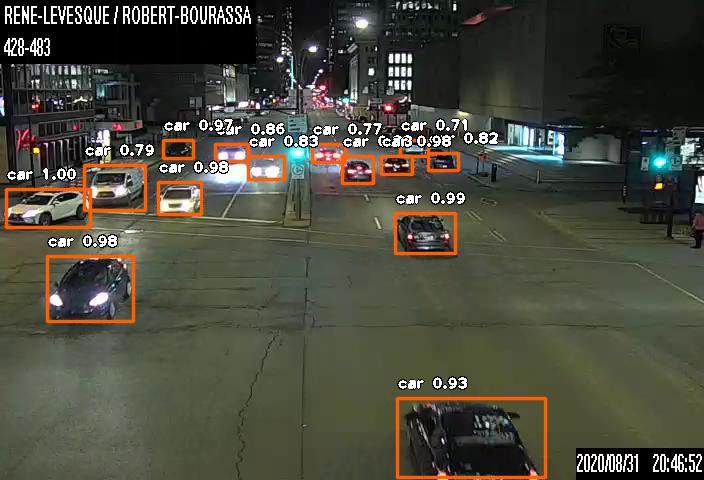 RENE-LEVESQUE / ROBERT-BOURASSA
428-483
car 0.97
car 0.86
car 0.83
car 0.77
car 0.71
0.98
0.82
car 0.79
car 0.98
car 1.00
car 0.99
car 0.98
car 0.93
2020/08/31 20:46:52